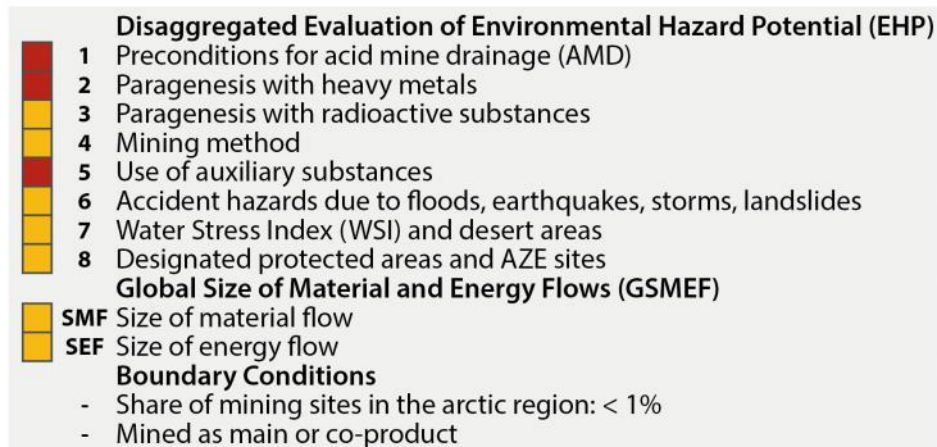 Disaggregated Evaluation of Environmental Hazard Potential (EHP)
1 Preconditions for acid mine drainage (AMD)
2 Paragenesis with heavy metals
3 Paragenesis with radioactive substances
4 Mining method
5 Use of auxiliary substances
6 Accident hazards due to floods, earthquakes, storms, landslides
7 Water Stress Index (WSI) and desert areas
8 Designated protected areas and AZE sites
Global Size of Material and Energy Flows (GSMEF)
SMF Size of material flow
SEF Size of energy flow
Boundary Conditions
- Share of mining sites in the arctic region: < 1%
- Mined as main or co-product